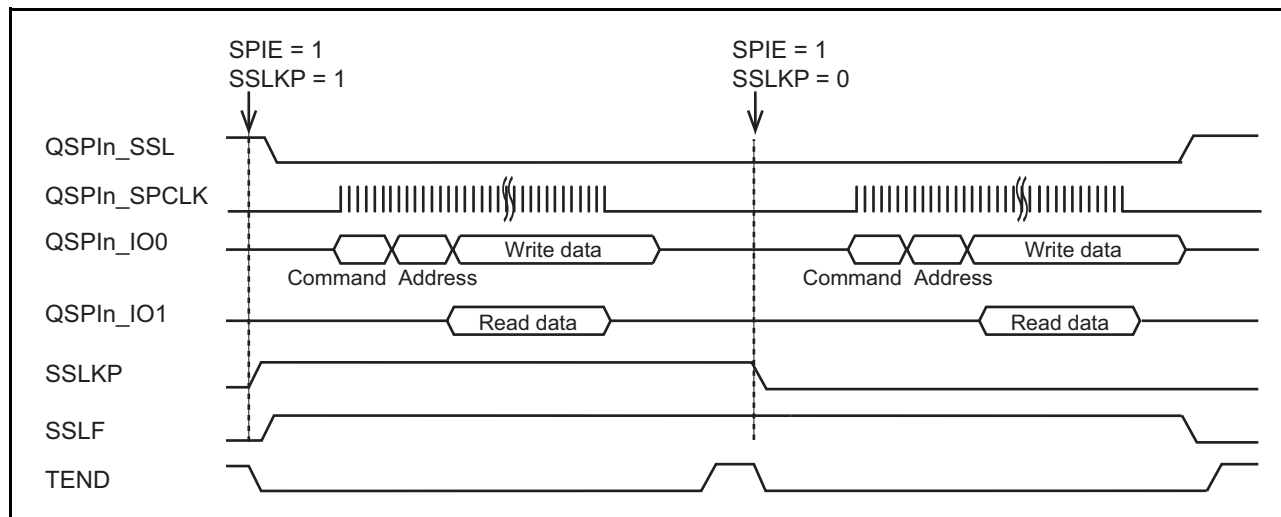 SPIE = 1
SSLKP = 1
SPIE = 1
SSLKP = 0
QSPIn_SSL
QSPIn_SPCLK
QSPIn_IO0
Write data
Write data
Command Address
Command Address
QSPIn_IO1
Read data
Read data
SSLKP
SSLF
TEND